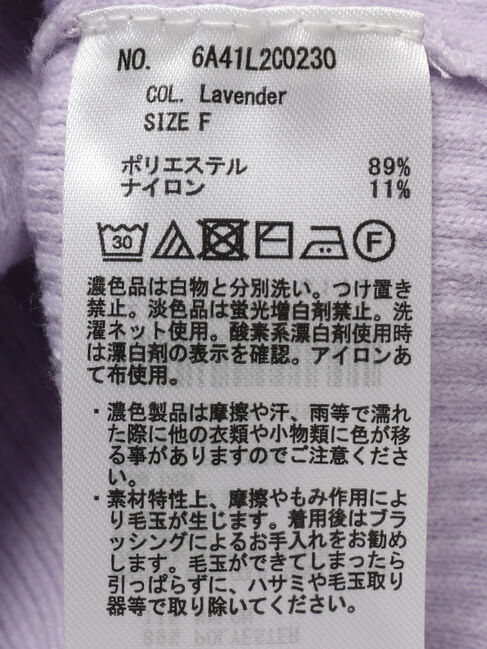 NO. 6A41L2C0230
COL. Lavender
SIZE F
ポリエステル 89%
ナイロン 11%
30
F
濃色品は白物と分別洗い。つけ置き
禁止。淡色品は蛍光増白剤禁止。洗
濯ネット使用。酸素系漂白剤使用時
は漂白剤の表示を確認。アイロンあ
て布使用。
・濃色製品は摩擦や汗、雨等で濡れ
た際に他の衣類や小物類に色が移
る事がありますのでご注意くださ
い。
・素材特性上、摩擦やもみ作用によ
り毛玉が生じます。着用後はブラ
ッシングによるお手入れをお勧め
します。毛玉ができてしまったら
引っぱらずに、ハサミや毛玉取り
器等で取り除いてください。